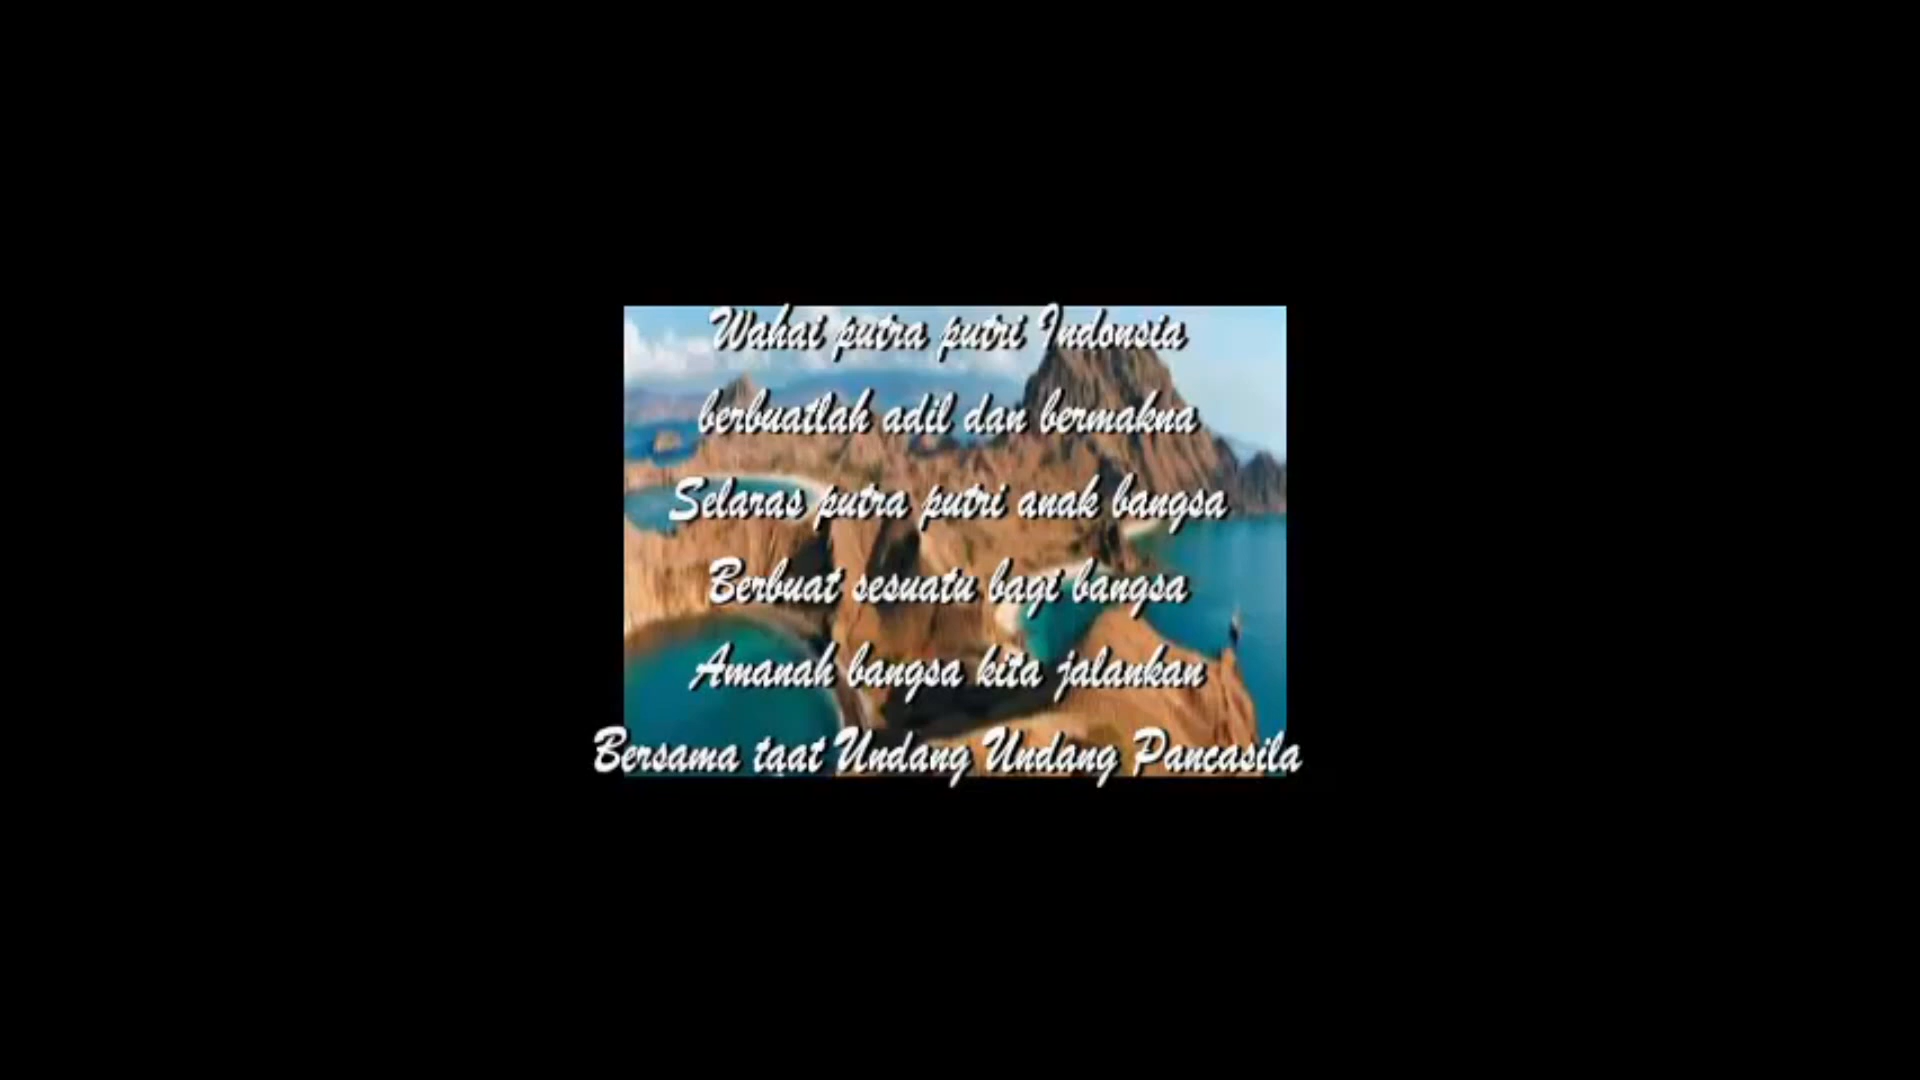 Wahai putra putri Indonsia
berbuatlah adil dan bermakna
Selaras putra putri anak bangsa
Berbuat sesuatu bagi bangsa
Amanah bangsa kita jalankan
Bersama taat Undang Undang Pancasila